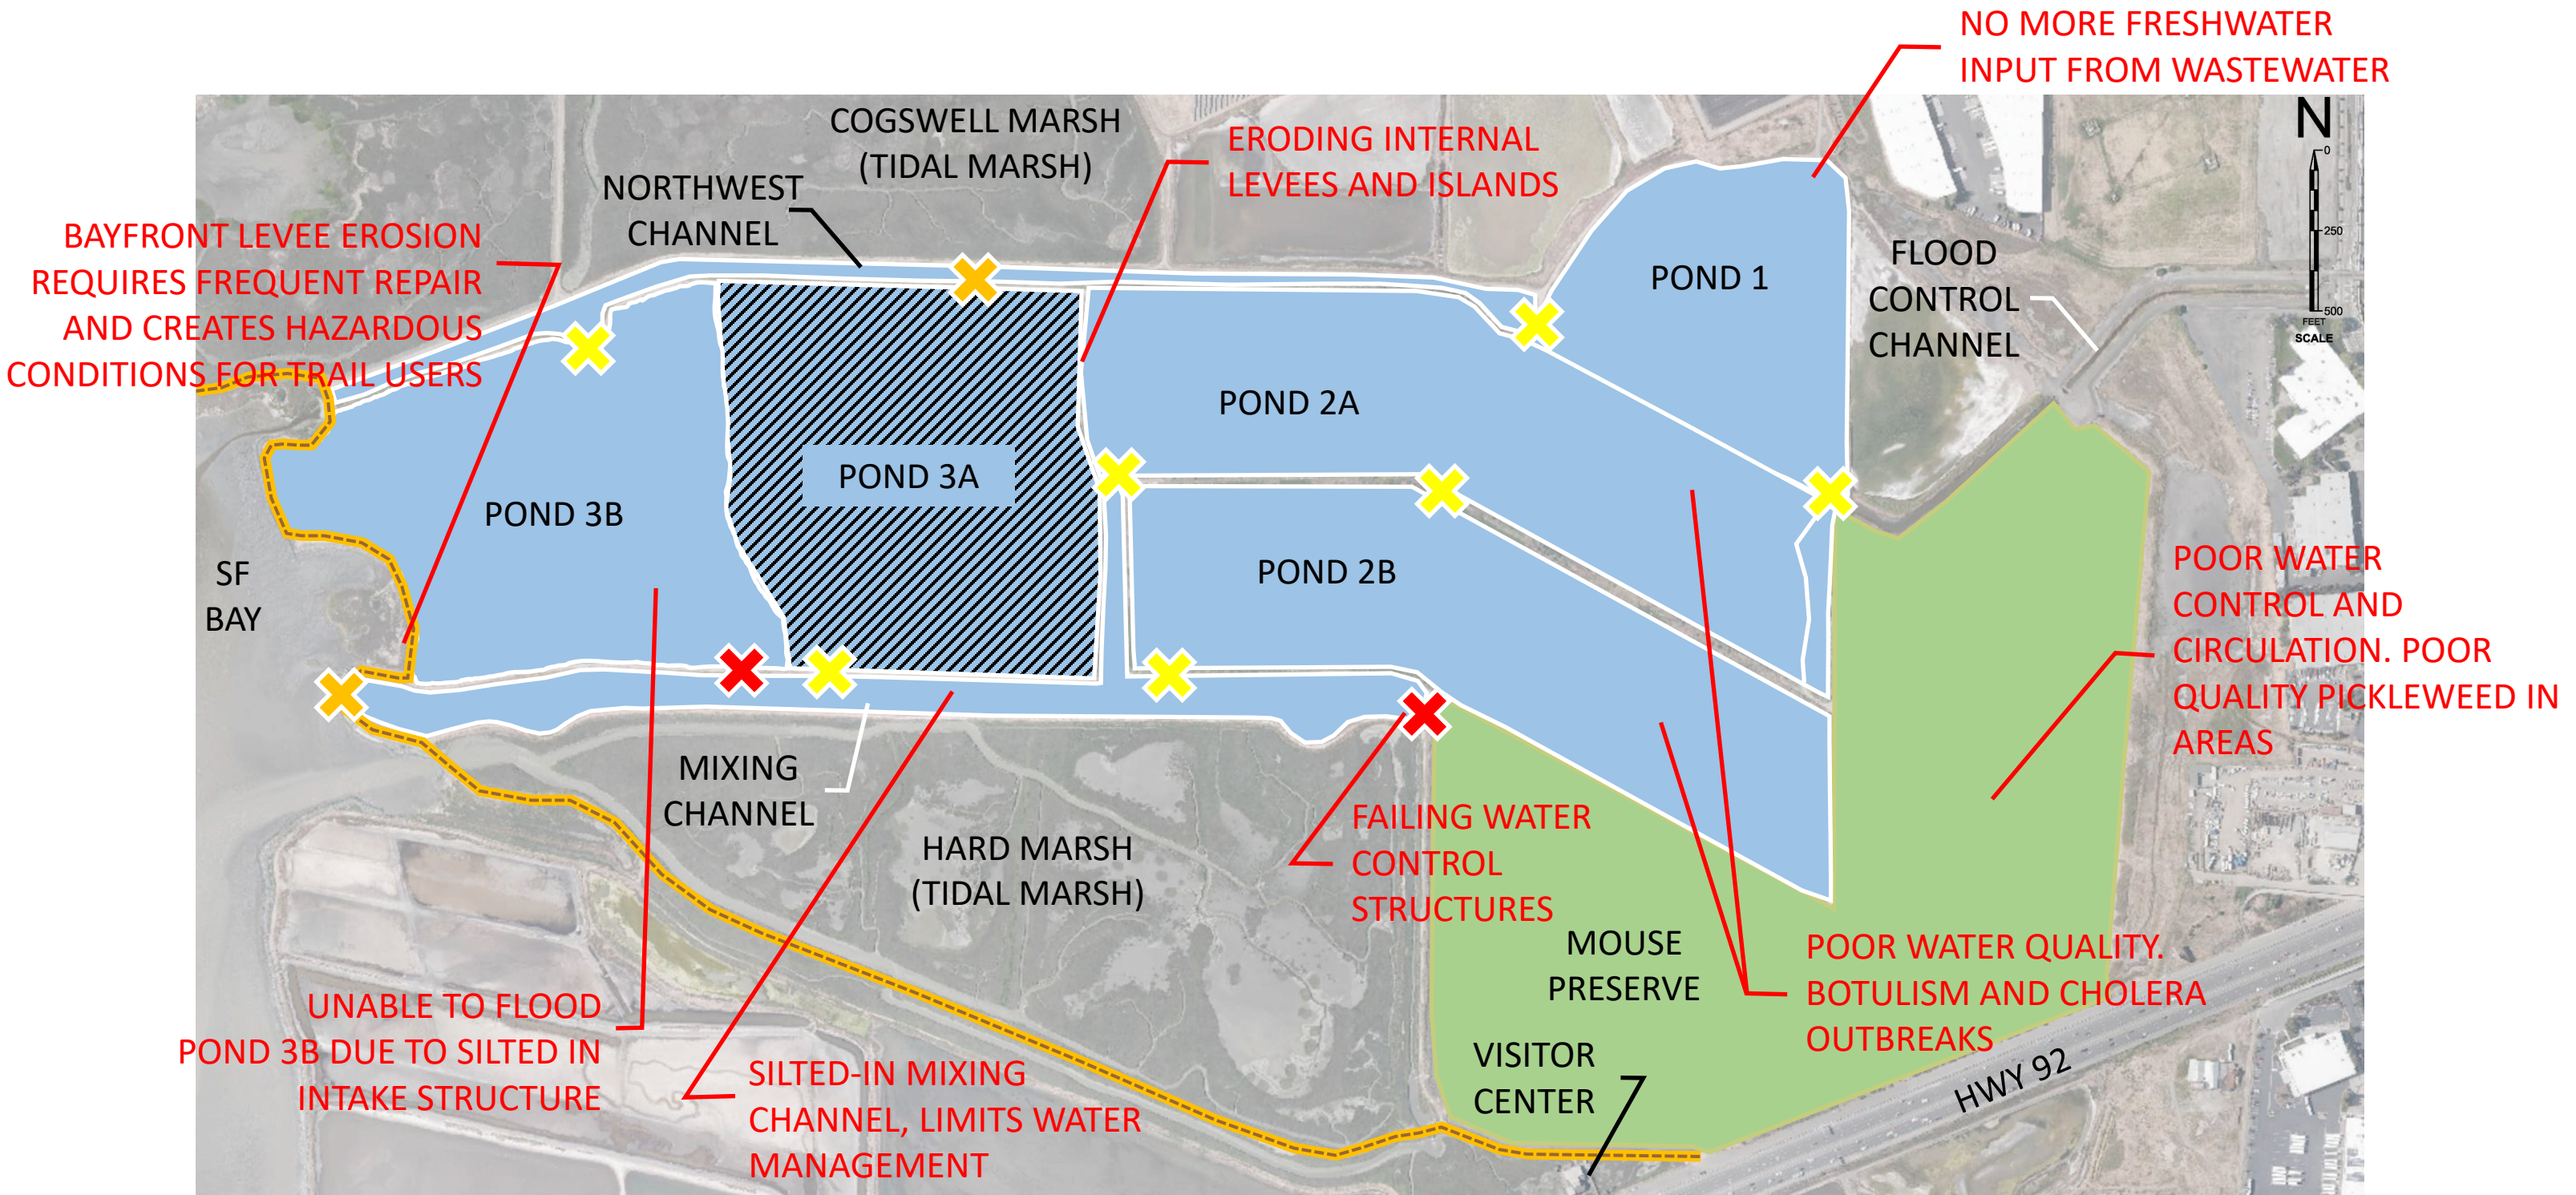 NO MORE FRESHWATER
INPUT FROM WASTEWATER
N
0
250
500
FEET
SCALE
COGSWELL MARSH
(TIDAL MARSH)
ERODING INTERNAL
LEVEES AND ISLANDS
NORTHWEST
CHANNEL
BAYFRONT LEVEE EROSION
REQUIRES FREQUENT REPAIR
AND CREATES HAZARDOUS
CONDITIONS FOR TRAIL USERS
POND 1
FLOOD
CONTROL
CHANNEL
POND 2A
POND 3A
POND 3B
POND 2B
SF
BAY
POOR WATER
CONTROL AND
CIRCULATION. POOR
QUALITY PICKLEWEED IN
AREAS
MIXING
CHANNEL
HARD MARSH
(TIDAL MARSH)
FAILING WATER
CONTROL
STRUCTURES
MOUSE
PRESERVE
POOR WATER QUALITY.
BOTULISM AND CHOLERA
OUTBREAKS
UNABLE TO FLOOD
POND 3B DUE TO SILTED IN
INTAKE STRUCTURE
SILTED-IN MIXING
CHANNEL, LIMITS WATER
MANAGEMENT
VISITOR
CENTER
HWY 92